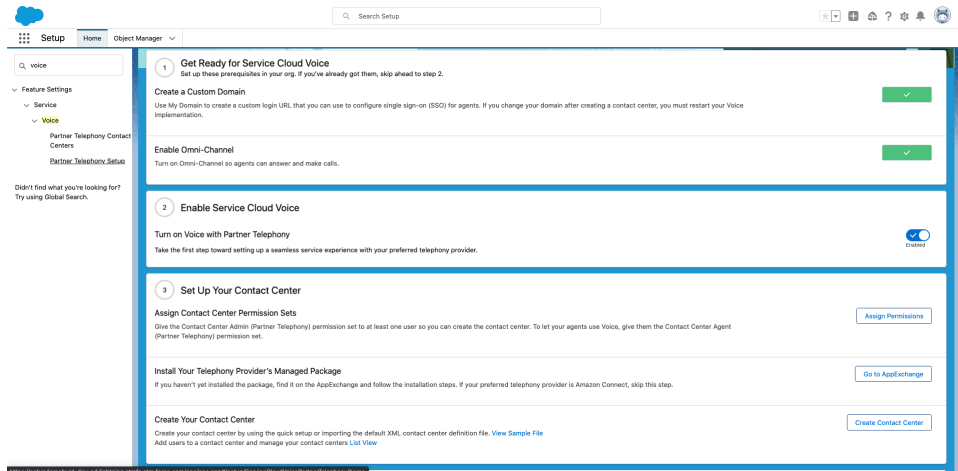 Search Setup
Setup
Home
Object Manager
voice
Feature Settings
Service
Voice
Partner Telephony Contact
Centers
Partner Telephony Setup
Didn't find what you're looking for?
Try using Global Search.
1
Get Ready for Service Cloud Voice
Set up these prerequisites in your org. If you've already got them, skip ahead to step 2.
Create a Custom Domain
Use My Domain to create a custom login URL that you can use to configure single sign-on (SSO) for agents. If you change your domain after creating a contact center, you must restart your Voice
implementation.
Enable Omni-Channel
Turn on Omni-Channel so agents can answer and make calls.
2
Enable Service Cloud Voice
Turn on Voice with Partner Telephony
Take the first step toward setting up a seamless service experience with your preferred telephony provider.
Enabled
3
Set Up Your Contact Center
Assign Contact Center Permission Sets
Give the Contact Center Admin (Partner Telephony) permission set to at least one user so you can create the contact center. To let your agents use Voice, give them the Contact Center Agent
(Partner Telephony) permission set.
Assign Permissions
Install Your Telephony Provider's Managed Package
If you haven't yet installed the package, find it on the AppExchange and follow the installation steps. If your preferred telephony provider is Amazon Connect, skip this step.
Go to AppExchange
Create Your Contact Center
Create your contact center by using the quick setup or importing the default XML contact center definition file. View Sample File
Add users to a contact center and manage your contact centers List View
Create Contact Center